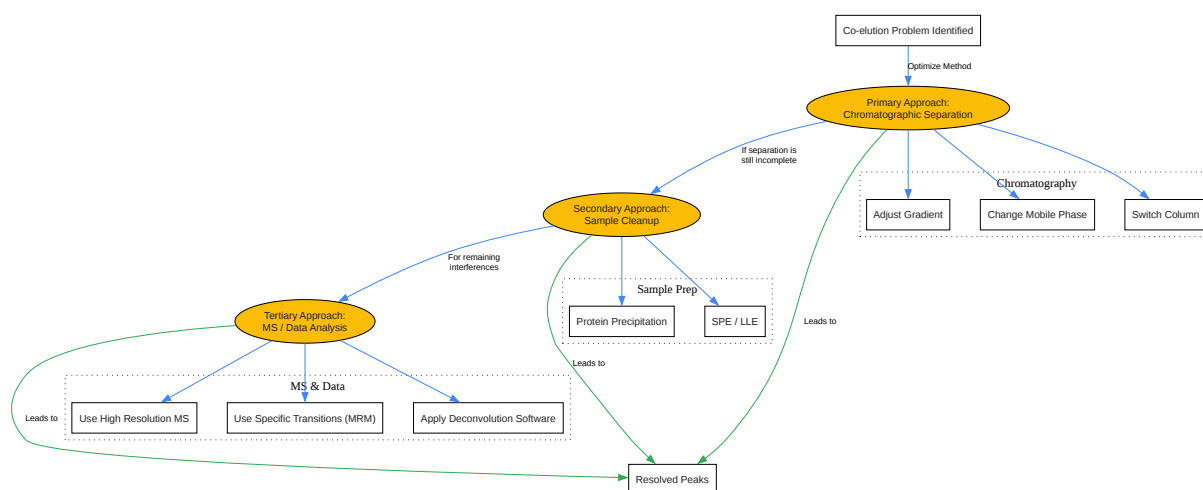 Co-elution Problem Identified
Optimize Method
Primary Approach:
Chromatographic Separation
If separation is
still incomplete
Chromatography
Adjust Gradient
Change Mobile Phase
Switch Column
Secondary Approach:
Sample Cleanup
For remaining
interferences
Sample Prep
Protein Precipitation
SPE / LLE
Leads to
Tertiary Approach:
MS / Data Analysis
Leads to
MS & Data
Use High Resolution MS
Use Specific Transitions (MRM)
Apply Deconvolution Software
Leads to
Resolved Peaks